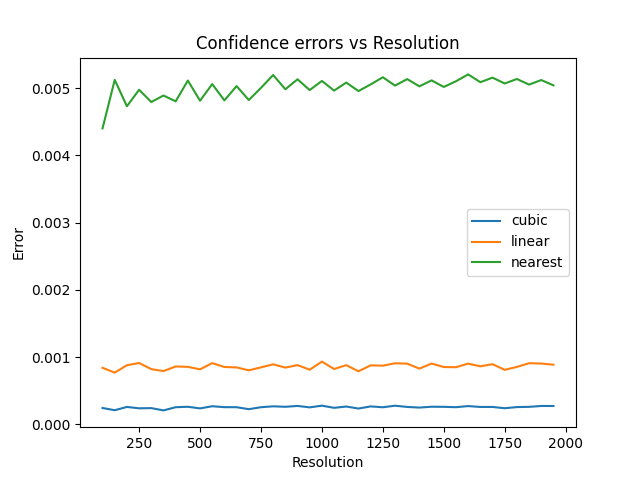 Confidence errors vs Resolution
Error
0.005
0.004
0.003
0.002
0.001
0.000
cubic
linear
nearest
250 500 750 1000 1250 1500 1750 2000
Resolution